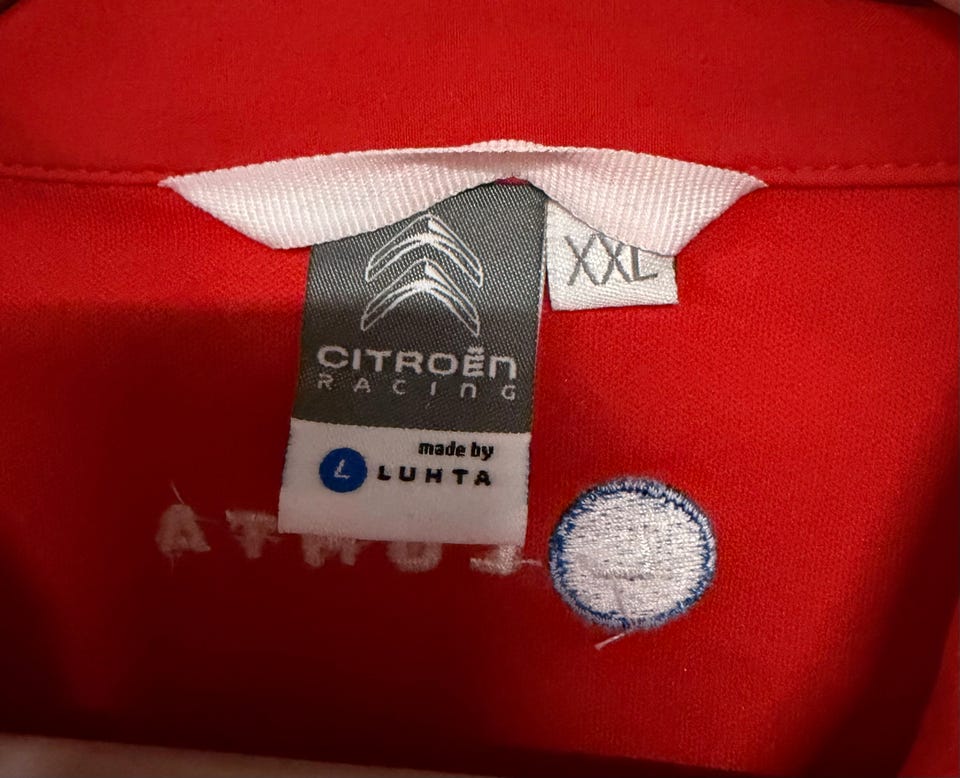 XXL
CITROËN
RACING
made by
L LUHTA